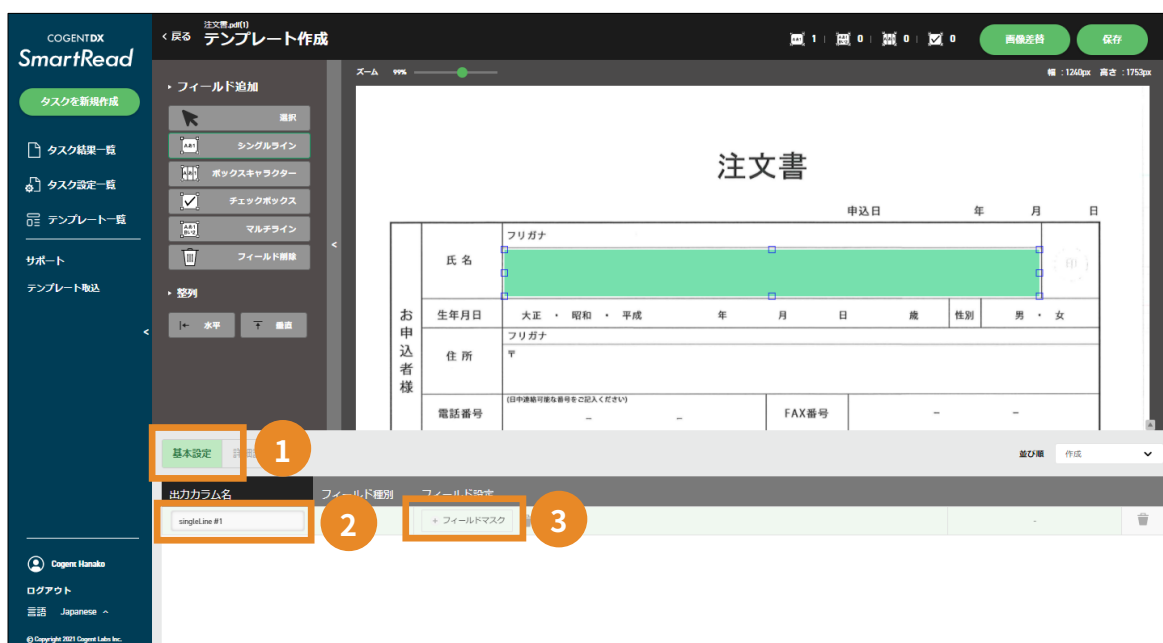 COGENTDX
SmartRead
タスクを新規作成
タスク結果一覧
タスク設定一覧
テンプレート一覧
サポート
テンプレート取込
<
Cogent Hanako
ログアウト
言語 Japanese
© Copyright 2021 Cogent Labs Inc.
注文書.pdf(1)
< 戻る テンプレート作成
1 | 0 | 0 | 0
画像差替
保存
ズーム 99%
幅 : 1240px 高さ : 1753px
フィールド追加
選択
シングルライン
ボックスキャラクター
チェックボックス
マルチライン
フィールド削除
整列
水平 垂直
<
注文書
申込日 年 月 日
お申込者様
フリガナ
氏 名
印
生年月日 大正 ・ 昭和 ・ 平成 年 月 日 歳 性別 男 ・ 女
フリガナ
住 所 〒
(日中連絡可能な番号をご記入ください)
電話番号 – – FAX番号 – –
基本設定
1
並び順 作成
出力カラム名 フィールド種別 フィールド設定
singleLine #1
2
+ フィールドマスク
3
-